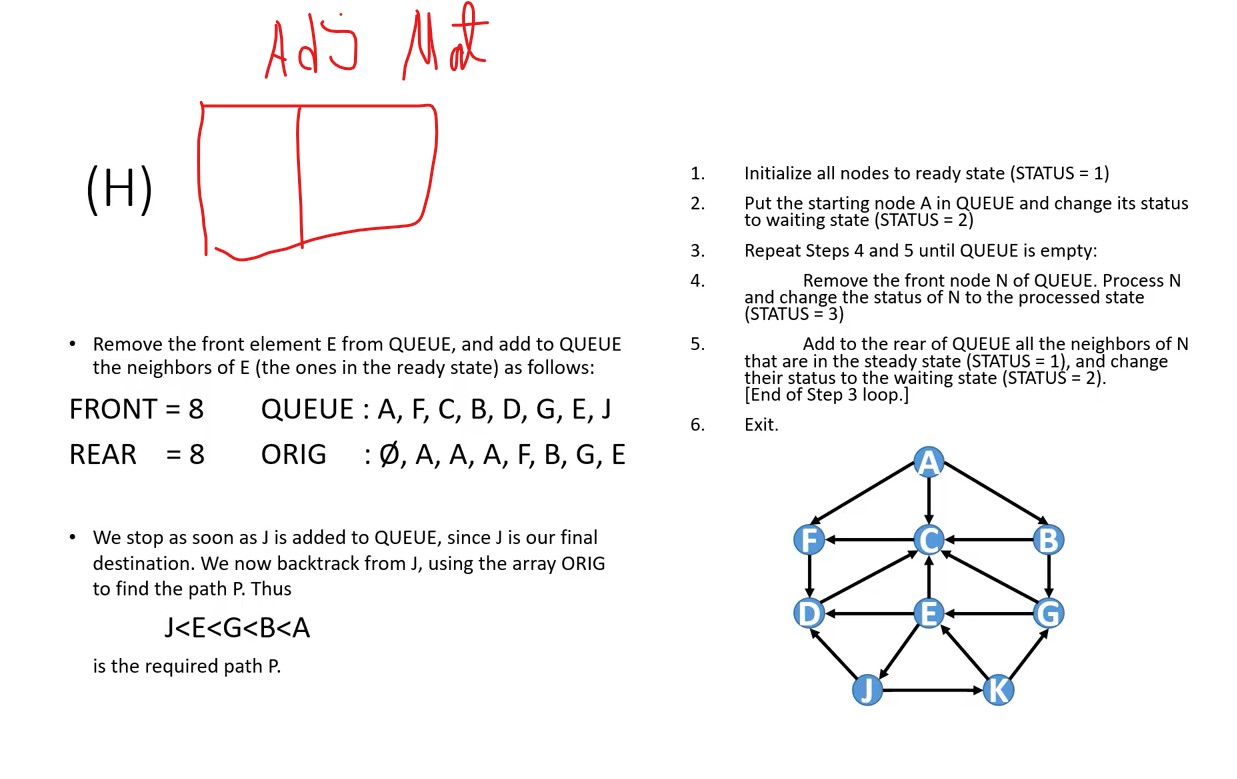 Adj Mat
(H)
• Remove the front element E from QUEUE, and add to QUEUE
the neighbors of E (the ones in the ready state) as follows:
FRONT = 8 QUEUE : A, F, C, B, D, G, E, J
REAR = 8 ORIG : Ø, A, A, A, F, B, G, E
• We stop as soon as J is added to QUEUE, since J is our final
destination. We now backtrack from J, using the array ORIG
to find the path P. Thus
J<E<G<B<A
is the required path P.
1. Initialize all nodes to ready state (STATUS = 1)
2. Put the starting node A in QUEUE and change its status
to waiting state (STATUS = 2)
3. Repeat Steps 4 and 5 until QUEUE is empty:
4. Remove the front node N of QUEUE. Process N
and change the status of N to the processed state
(STATUS = 3)
5. Add to the rear of QUEUE all the neighbors of N
that are in the steady state (STATUS = 1), and change
their status to the waiting state (STATUS = 2).
[End of Step 3 loop.]
6. Exit.
A
F C B
D E G
J K